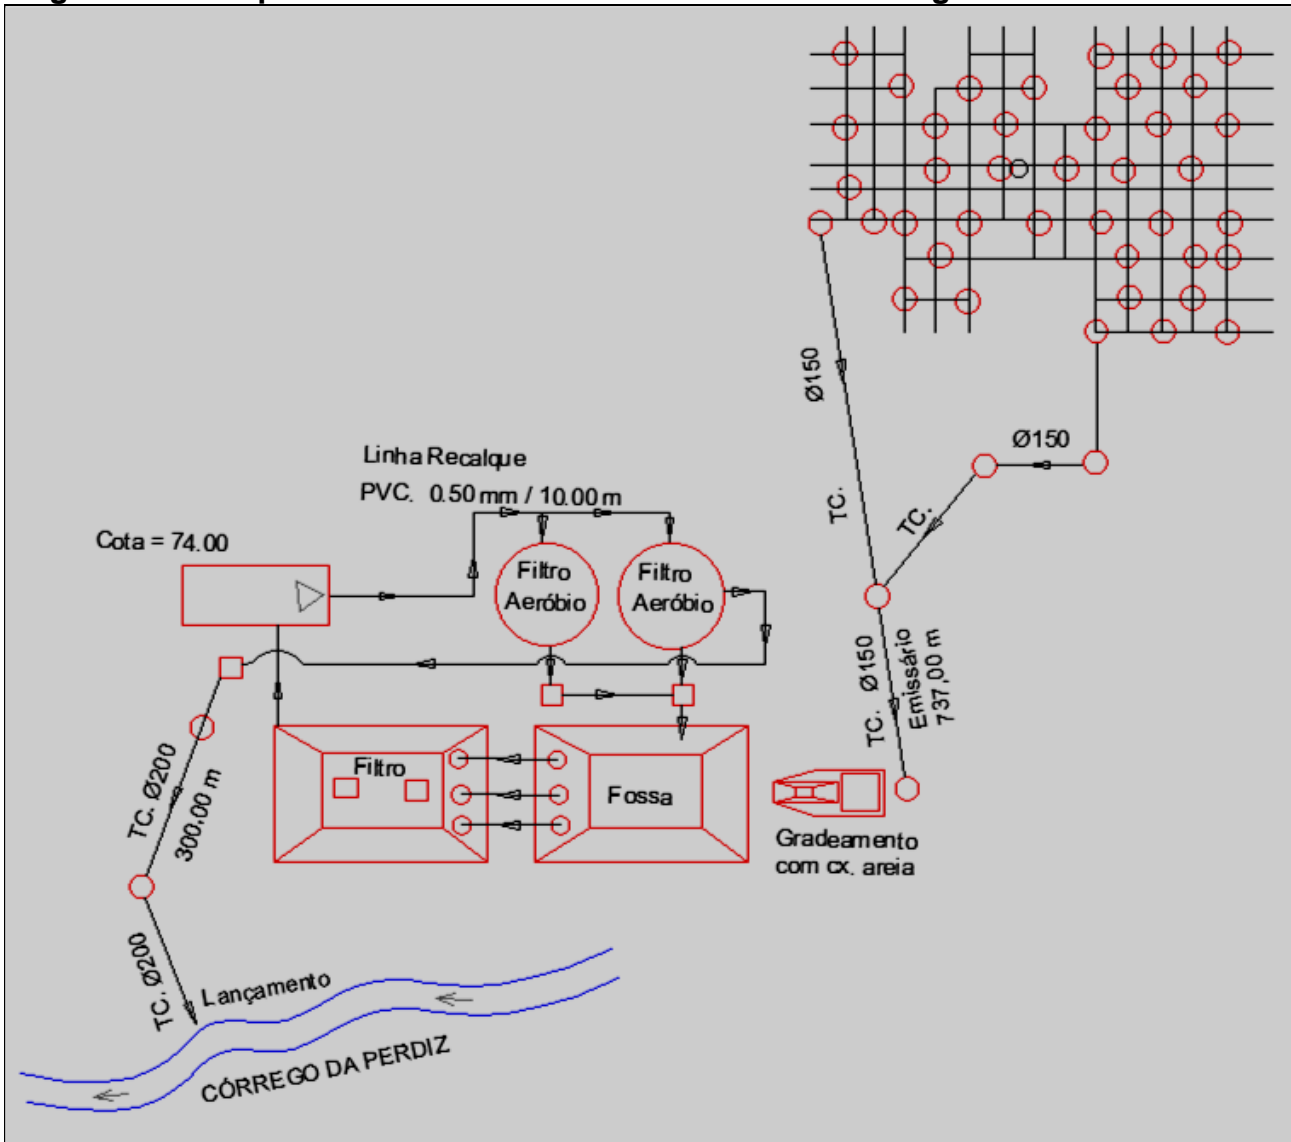 Ø150
Ø150
TC.
TC.
Linha Recalque
PVC. 0.50 mm / 10.00 m
Cota = 74.00
Filtro
Aeróbio
Filtro
Aeróbio
TC. Ø150
Emissário
737,00 m
TC. Ø200
300.00 m
Filtro
Fossa
Gradeamento
com cx. areia
TC. Ø200
Lançamento
CÓRREGO DA PERDIZ